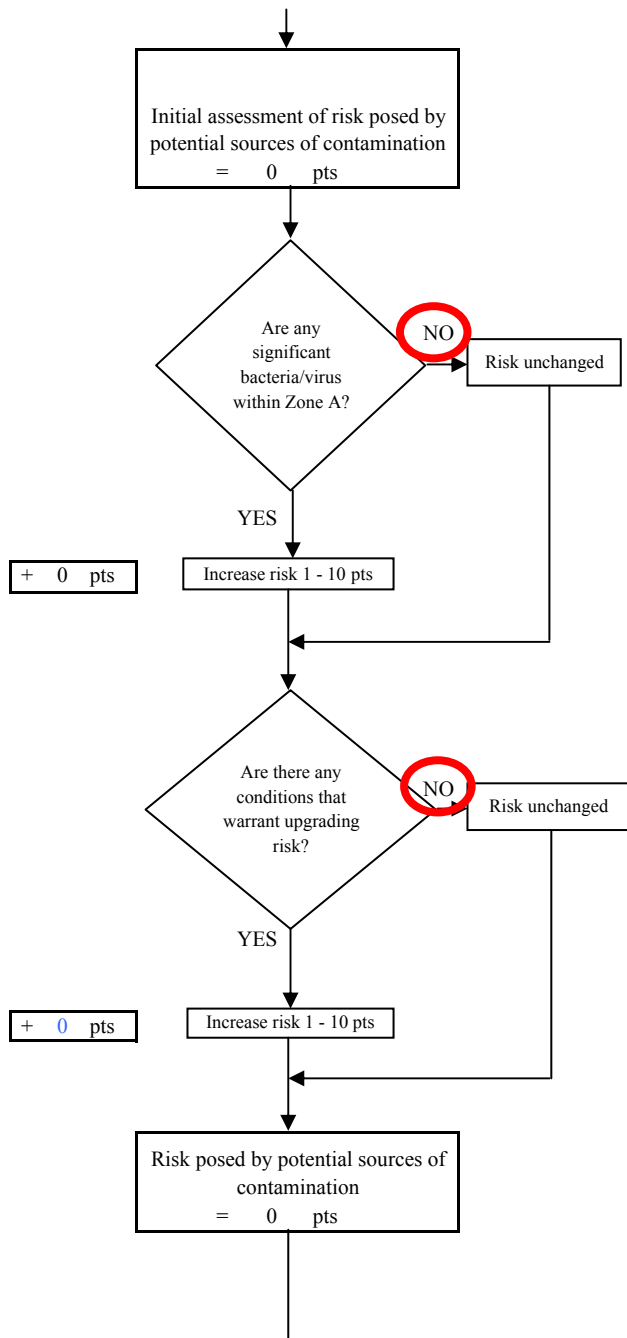 Initial assessment of risk posed by
potential sources of contamination
= 0 pts
Are any
significant
bacteria/virus
within Zone A?
NO
Risk unchanged
YES
+ 0 pts
Increase risk 1 - 10 pts
Are there any
conditions that
warrant upgrading
risk?
NO
Risk unchanged
YES
+ 0 pts
Increase risk 1 - 10 pts
Risk posed by potential sources of
contamination
= 0 pts